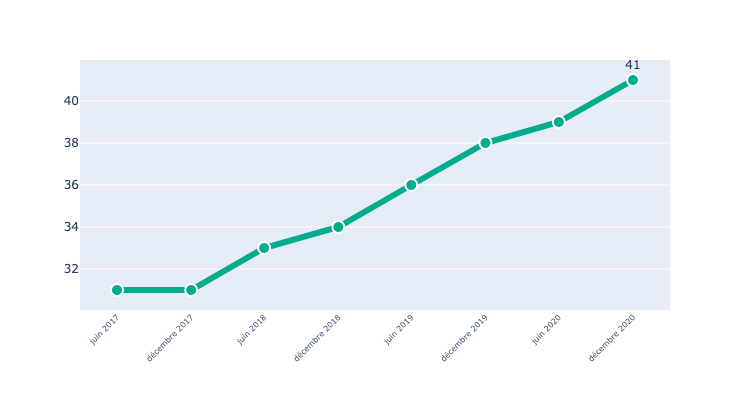 41
40
38
36
34
32
juin 2017
décembre 2017
juin 2018
décembre 2018
juin 2019
décembre 2019
juin 2020
décembre 2020